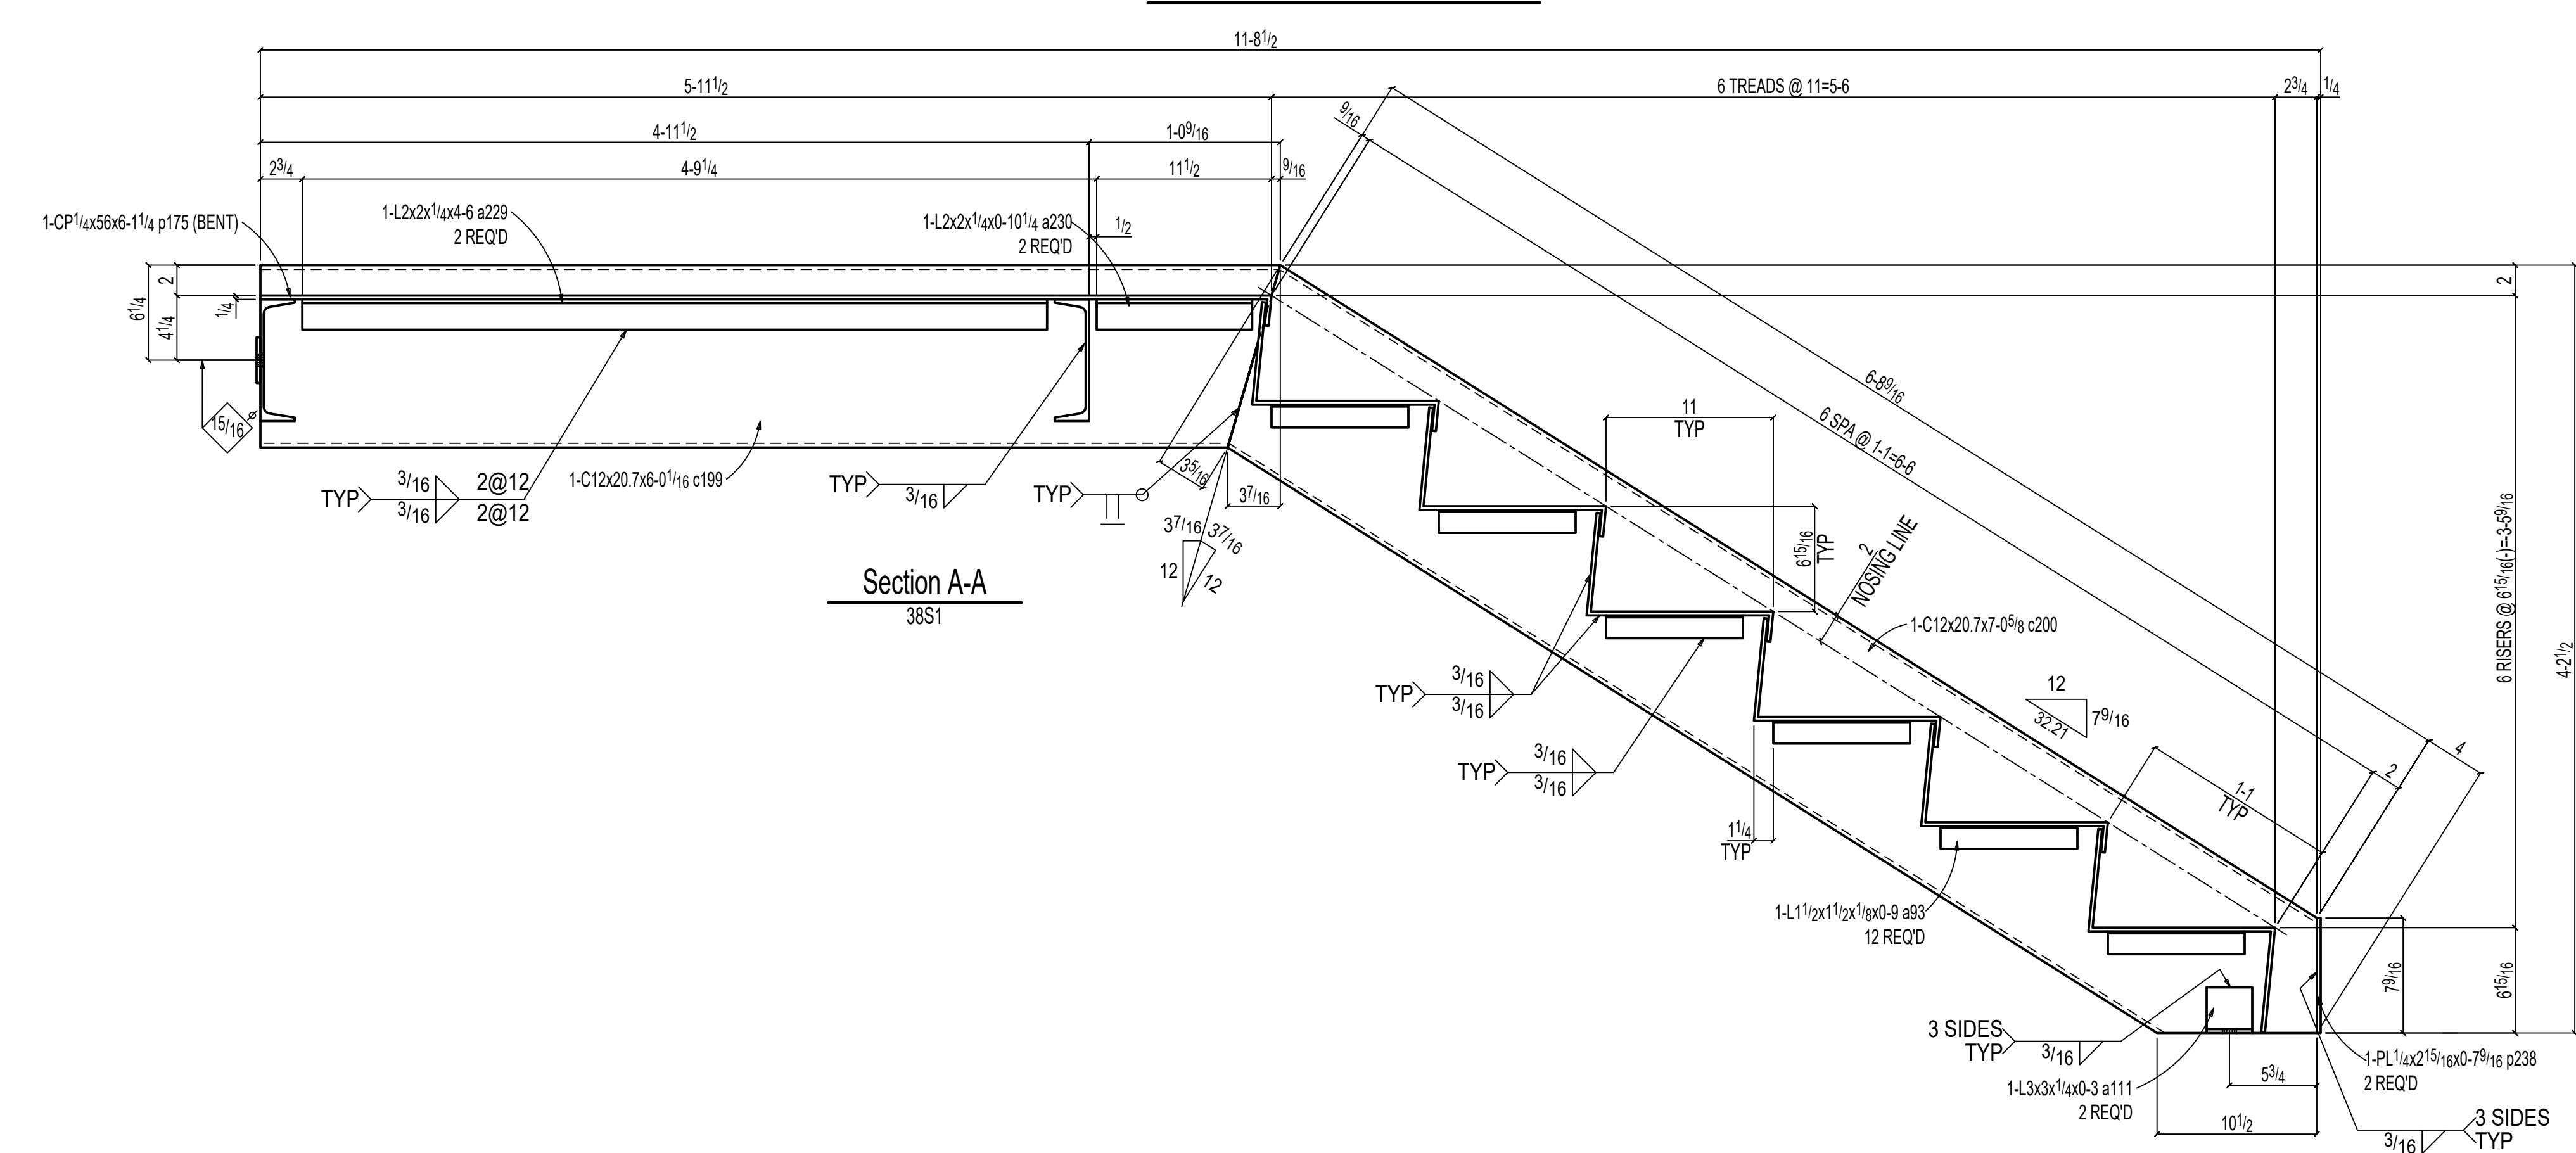 11-8 1/2
5-11 1/2
6 TREADS @ 11=5-6
2 3/4
1/4
4-11 1/2
1-0 9/16
9/16
2 3/4
4-9 1/4
11 1/2
9/16
1-CP1/4x56x6-1 1/4 p175 (BENT)
1-L2x2x1/4x4-6 a229
2 REQ'D
1-L2x2x1/4x0-10 1/4 a230
2 REQ'D
1/2
2
6 1/4
4 1/4
1/4
15/16
TYP
3/16
3/16
2@12
2@12
1-C12x20.7x6-0 1/16 c199
TYP
3/16
TYP
3 5/16
3 7/16
3 7/16
3 7/16
12
12
Section A-A
38S1
6-8 9/16
6 SPA @ 1-1=6-6
11
TYP
6 15/16
TYP
2
NOSING LINE
1-C12x20.7x7-0 5/8 c200
12
7 9/16
32.21
TYP
3/16
3/16
TYP
3/16
3/16
1 1/4
TYP
1-1
TYP
2
4
2
6 RISERS @ 6 15/16(-)=-3-5 9/16
4-2 1/2
1-L1 1/2x1 1/2x1/8x0-9 a93
12 REQ'D
7 9/16
6 15/16
3 SIDES
TYP
3/16
1-L3x3x1/4x0-3 a111
2 REQ'D
5 3/4
10 1/2
1-PL1/4x2 15/16x0-7 9/16 p238
2 REQ'D
3 SIDES
TYP
3/16